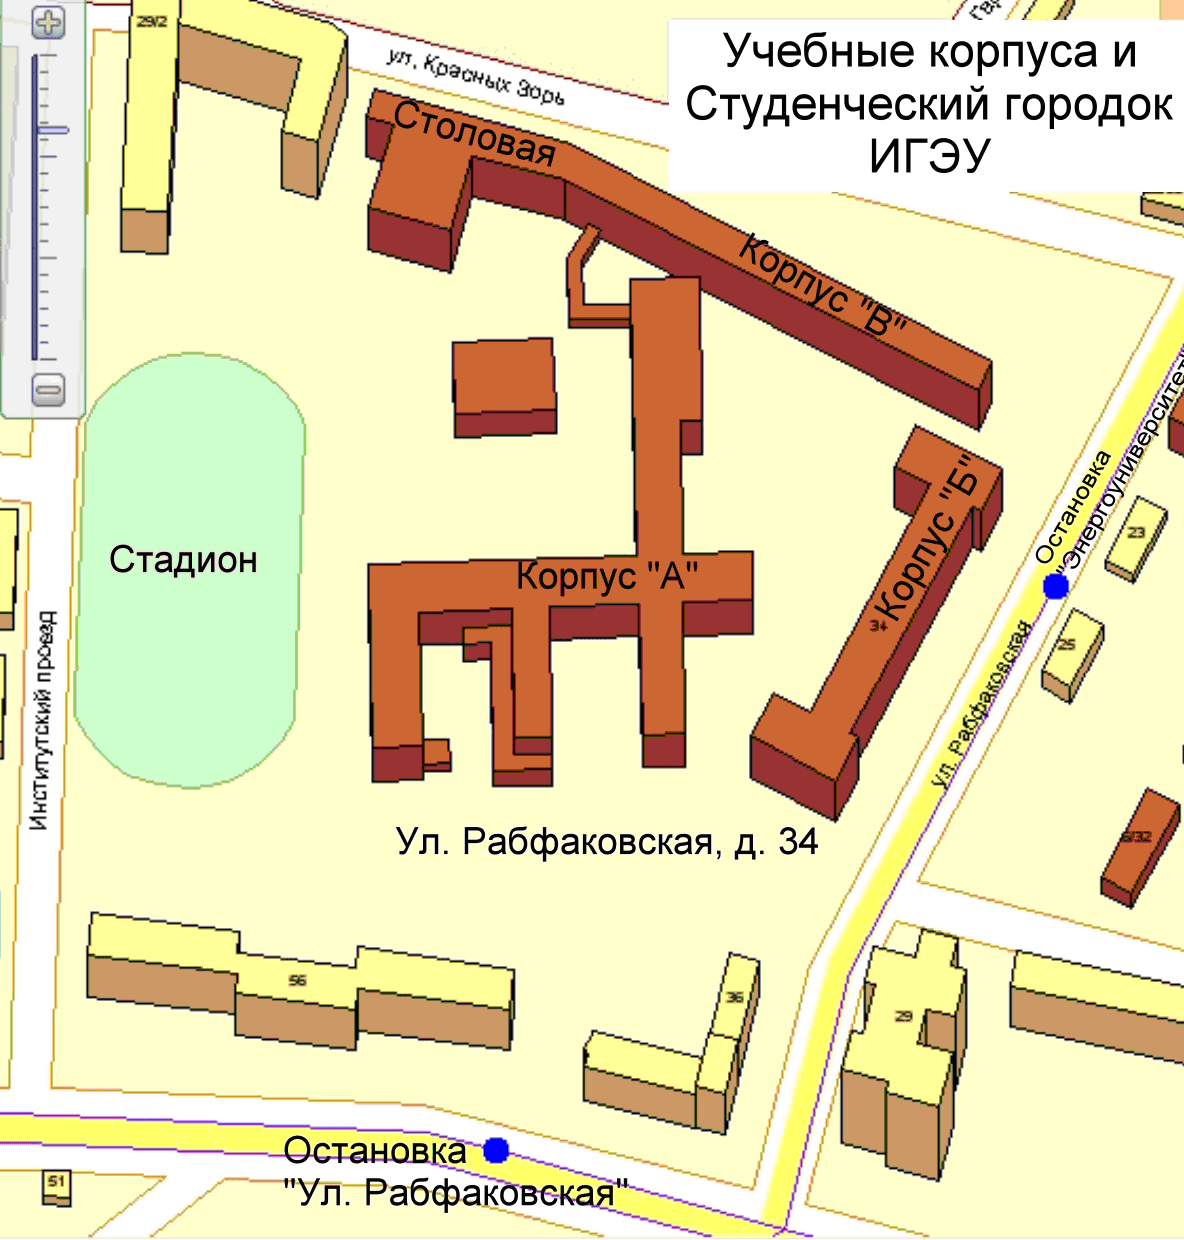 29/2
ул. Красных Зорь
Учебные корпуса и
Студенческий городок
ИГЭУ
Столовая
Корпус "В"
Корпус "Б"
Остановка
"Энергоуниверситет"
23
Стадион
Корпус "А"
34
25
ул. Рабфаковская
Институтский проезд
Ул. Рабфаковская, д. 34
56
36
29
Остановка
"Ул. Рабфаковская"
51